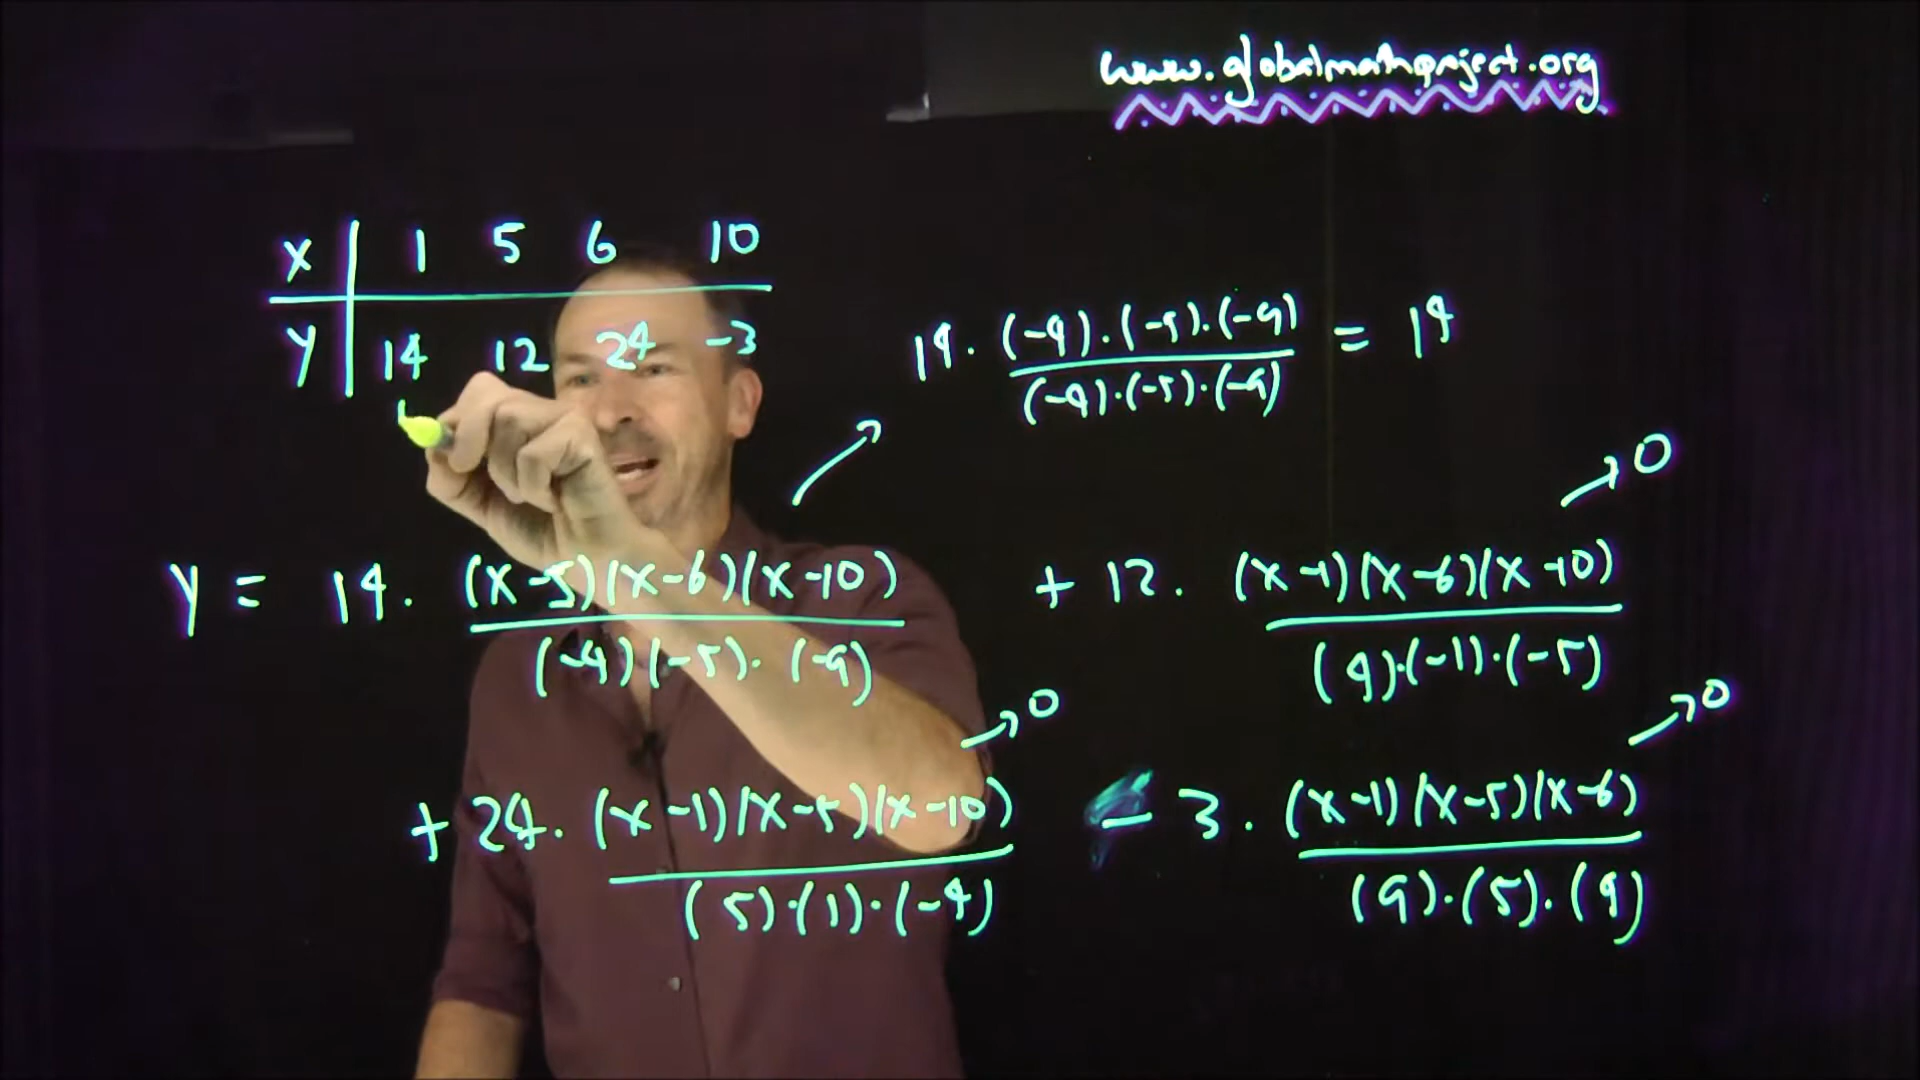 www.globalmathproject.org
x | 1 5 6 10
y | 14 12 24 -3
14 · (-4)·(-5)·(-9) / (-4)·(-5)·(-9) = 14
y = 14 · (x-5)(x-6)(x-10) / (-4)(-5)·(-9) + 12 · (x-1)(x-6)(x-10) / (4)·(-1)·(-5) → 0
+ 24 · (x-1)(x-5)(x-10) / (5)·(1)·(-4) → 0 - 3 · (x-1)(x-5)(x-6) / (9)·(5)·(4) → 0